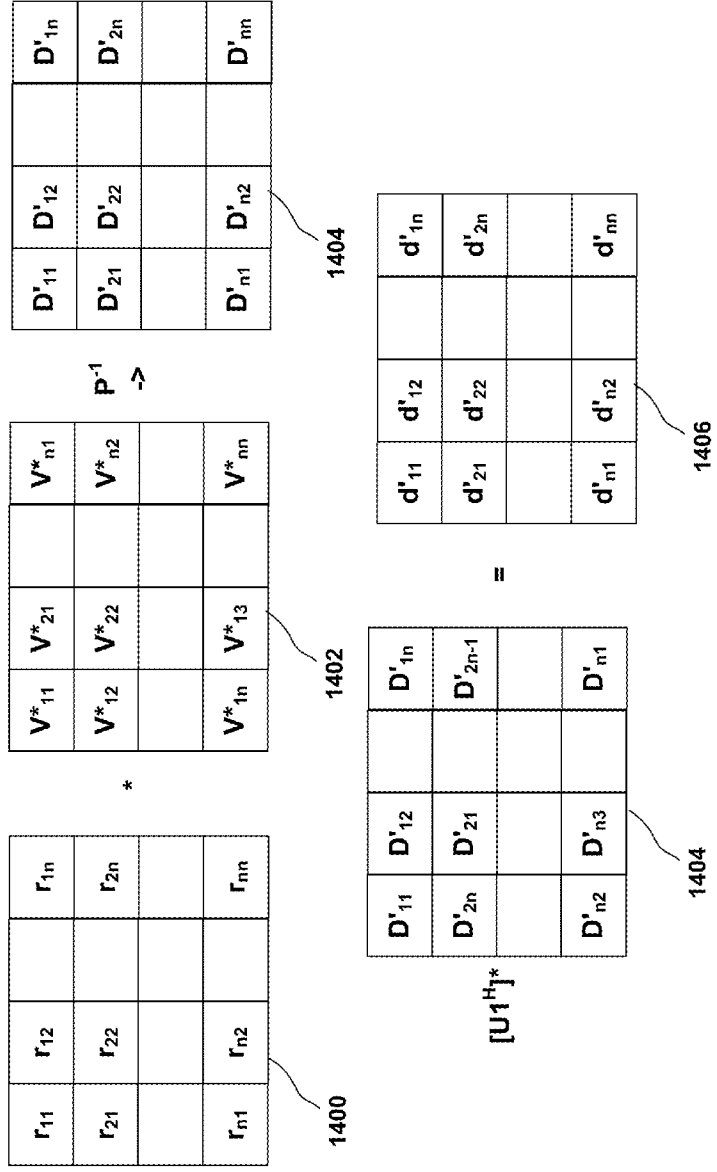 r11 r12 r1n
r21 r22 r2n
rn1 rn2 rnn
1400
*
V*11 V*21 V*n1
V*12 V*22 V*n2
V*1n V*13 V*nn
1402
P-1
->
D'11 D'12 D'1n
D'21 D'22 D'2n
D'n1 D'n2 D'nn
1404
[U1H]*
D'11 D'12 D'1n
D'2n D'21 D'2n-1
D'n2 D'n3 D'n1
1404
=
d'11 d'12 d'1n
d'21 d'22 d'2n
d'n1 d'n2 d'nn
1406